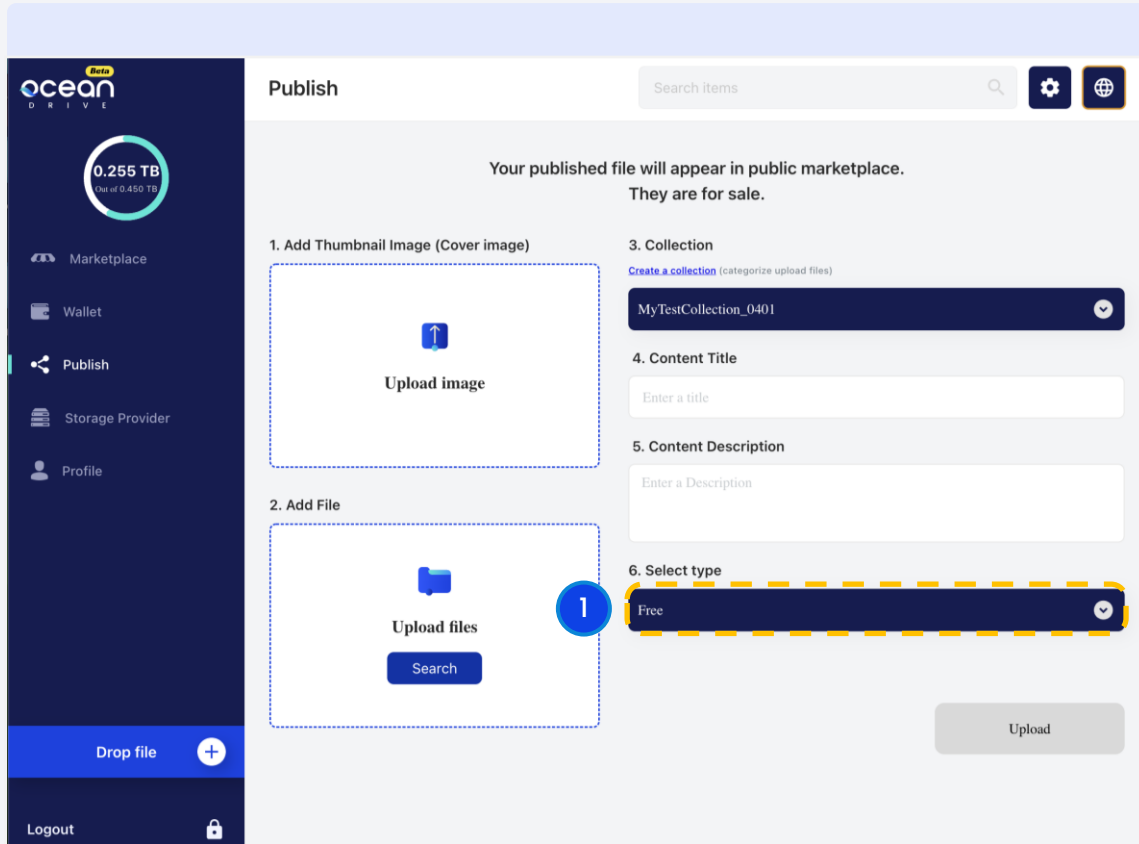 Beta
ocean
DRIVE
0.255 TB
Out of 0.450 TB
Marketplace
Wallet
Publish
Storage Provider
Profile
Drop file
Logout
Publish
Search items
Your published file will appear in public marketplace.
They are for sale.
1. Add Thumbnail Image (Cover image)
Upload image
2. Add File
Upload files
Search
3. Collection
Create a collection (categorize upload files)
MyTestCollection_0401
4. Content Title
Enter a title
5. Content Description
Enter a Description
6. Select type
1
Free
Upload